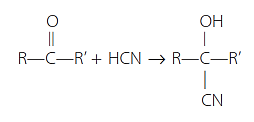 O OH
R—C—R′ + HCN → R—C—R′
CN